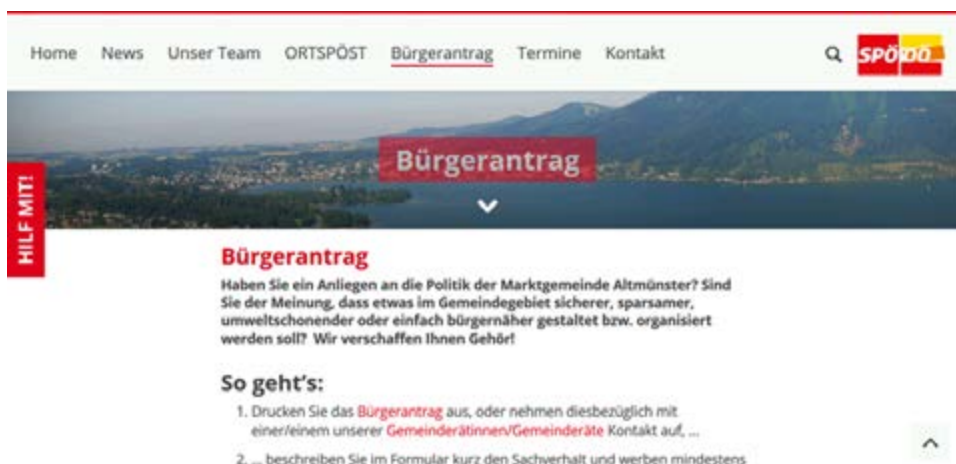 Home News Unser Team ORTSPÖST Bürgerantrag Termine Kontakt
SPÖ OÖ
Bürgerantrag
HILF MIT!
Bürgerantrag
Haben Sie ein Anliegen an die Politik der Marktgemeinde Altmünster? Sind
Sie der Meinung, dass etwas im Gemeindegebiet sicherer, sparsamer,
umweltschonender oder einfach bürgernäher gestaltet bzw. organisiert
werden soll? Wir verschaffen Ihnen Gehör!
So geht's:
1. Drucken Sie das Bürgerantrag aus, oder nehmen diesbezüglich mit
einer/einem unserer Gemeinderätinnen/Gemeinderäte Kontakt auf, ...
2. ... beschreiben Sie im Formular kurz den Sachverhalt und werben mindestens